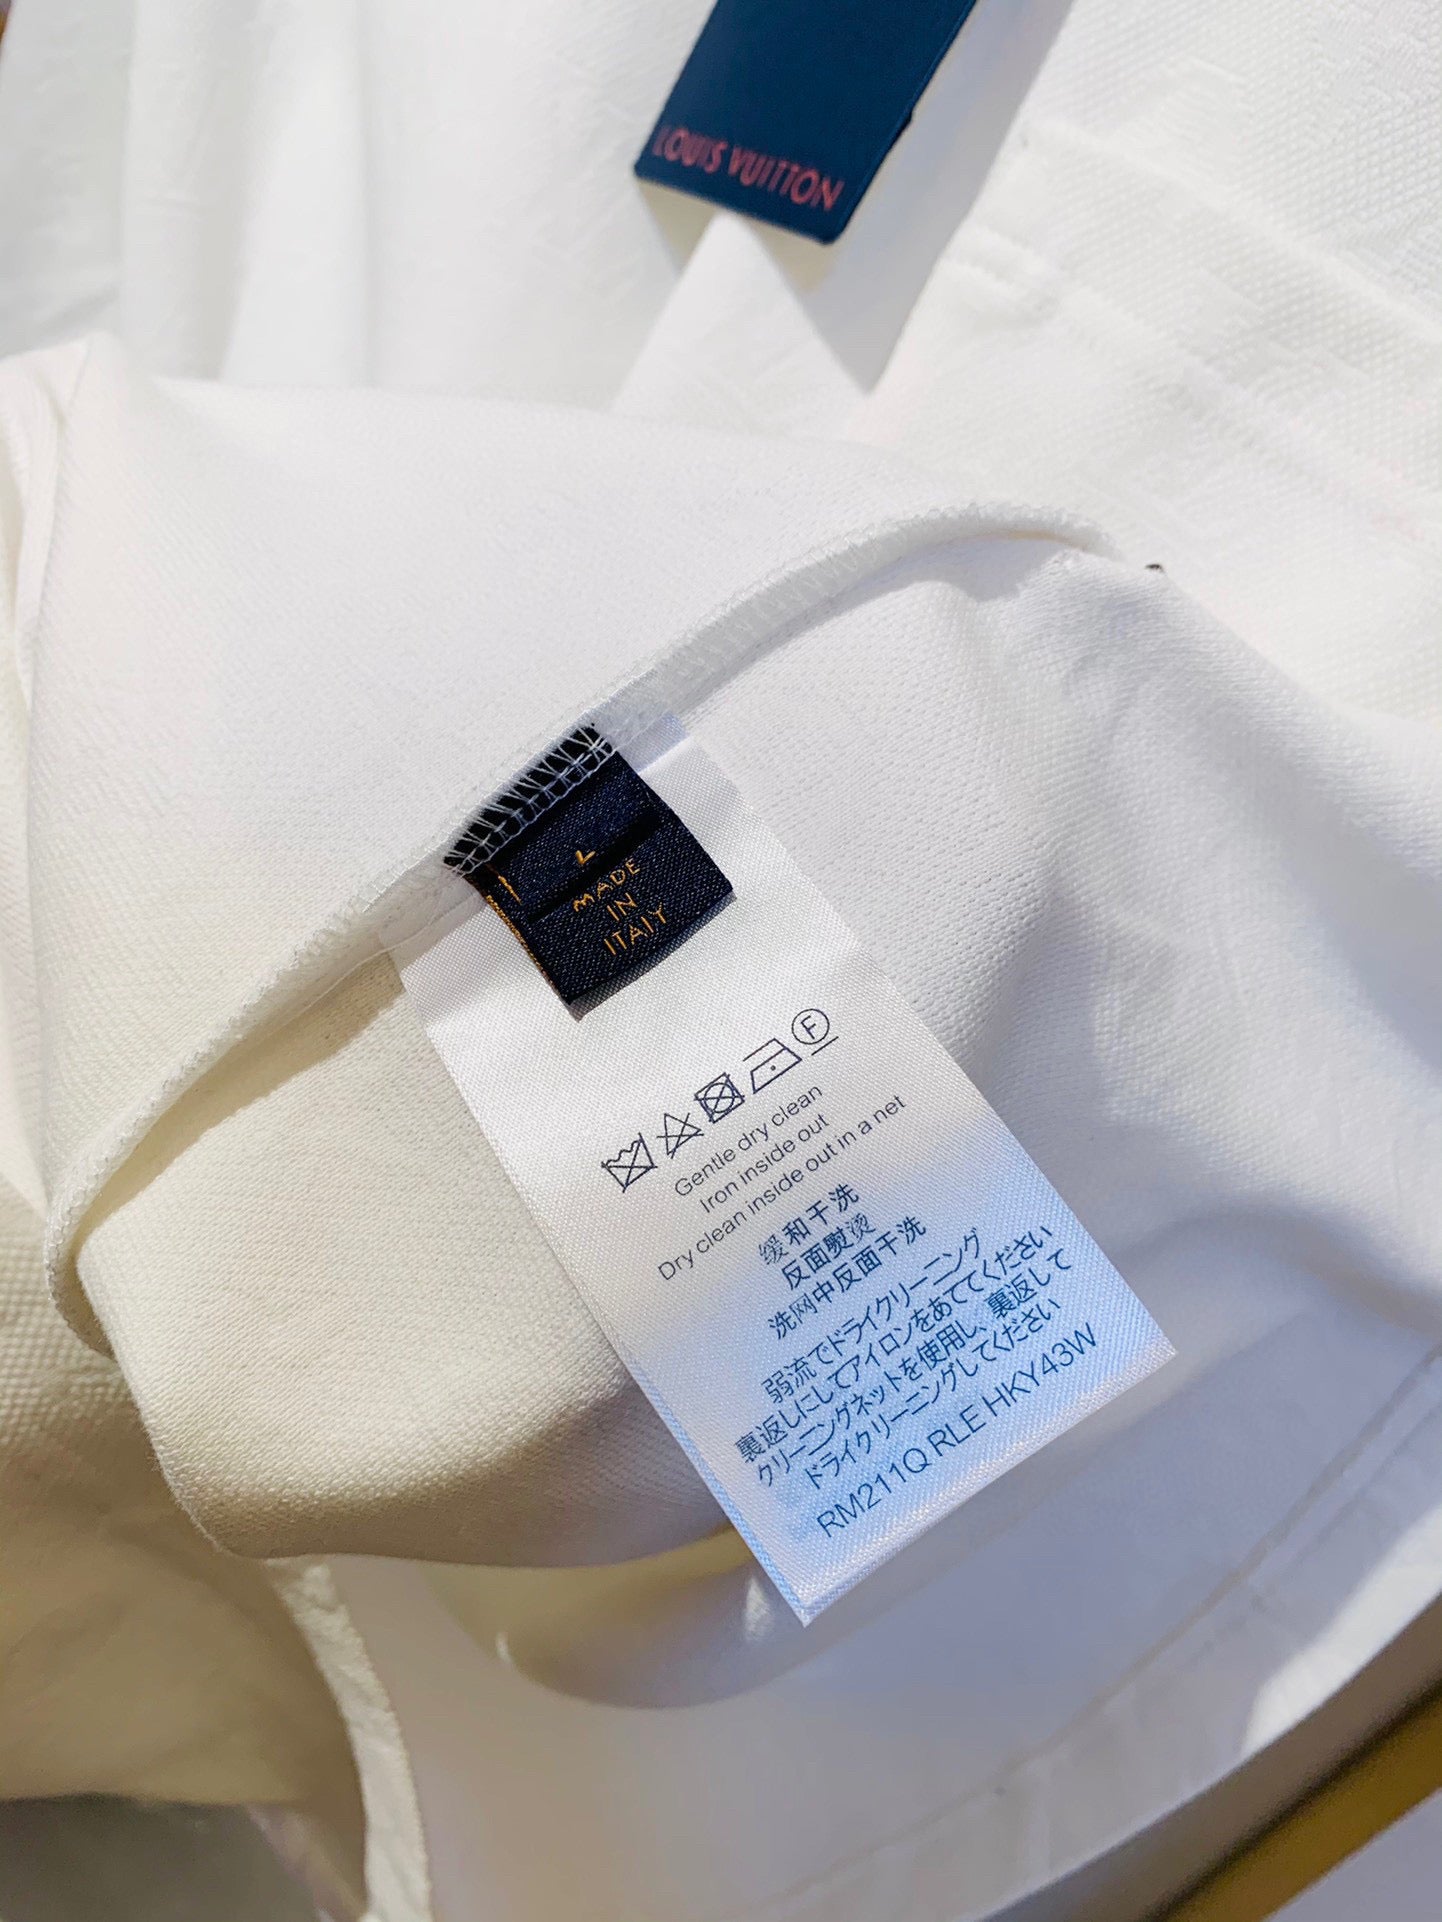 LOUIS VUITTON
L
MADE
IN
ITALY
F
Gentle dry clean
Iron inside out
Dry clean inside out in a net
缓和干洗
反面熨烫
洗网中反面干洗
弱流でドライクリーニング
裏返しにしてアイロンをあててください
クリーニングネットを使用し、裏返して
ドライクリーニングしてください
RM211Q RLE HKY43W